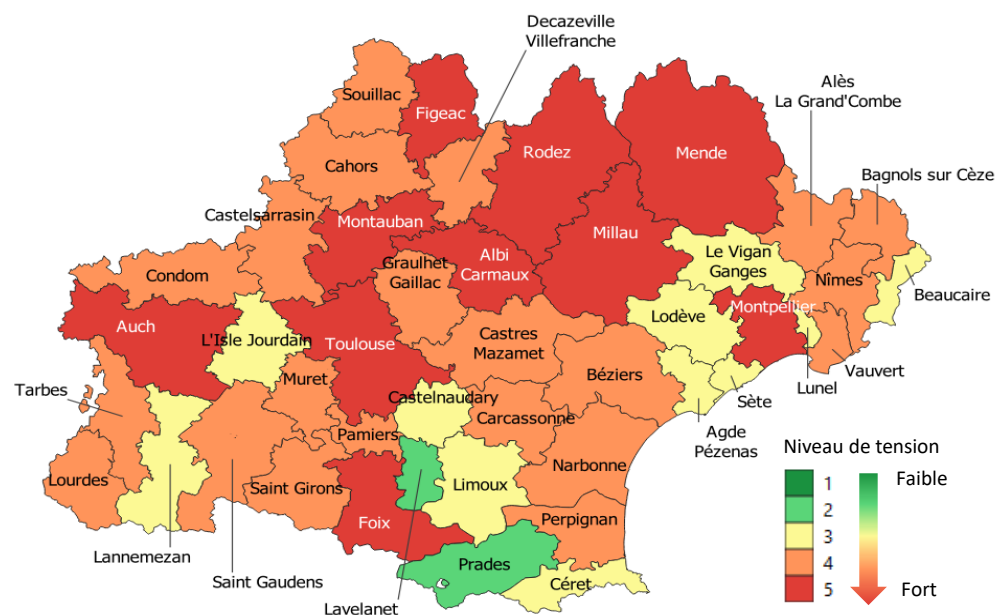 Decazeville
Villefranche
Alès
La Grand'Combe
Souillac
Figeac
Rodez
Mende
Cahors
Bagnols sur Cèze
Castelsarrasin
Montauban
Millau
Albi
Carmaux
Graulhet
Gaillac
Le Vigan
Ganges
Condom
Nîmes
Beaucaire
Auch
L'Isle Jourdain
Toulouse
Castres
Mazamet
Lodève
Montpellier
Muret
Béziers
Vauvert
Tarbes
Lunel
Castelnaudary
Sète
Carcassonne
Pamiers
Agde
Pézenas
Narbonne
Lourdes
Saint Girons
Limoux
Foix
Perpignan
Lannemezan
Saint Gaudens
Prades
Céret
Lavelanet
Niveau de tension
1
2
3
4
5
Faible
Fort